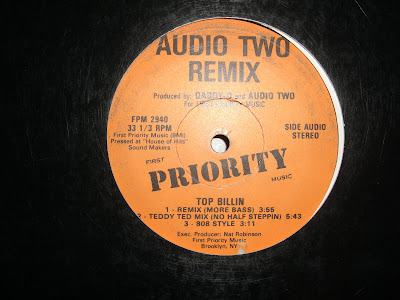 AUDIO TWO
REMIX
Produced by: DADDY-O and AUDIO TWO
For MUSIC
FPM 2940
33 1/3 RPM
First Priority Music (BMI)
Pressed at "House of Hits"
Sound Makers
SIDE AUDIO
STEREO
FIRST
PRIORITY
MUSIC
TOP BILLIN
1 - REMIX (MORE BASS) 3:55
2 - TEDDY TED MIX (NO HALF STEPPIN) 5:43
3 - 808 STYLE 3:11
Exec. Producer: Nat Robinson
First Priority Music
Brooklyn, NY